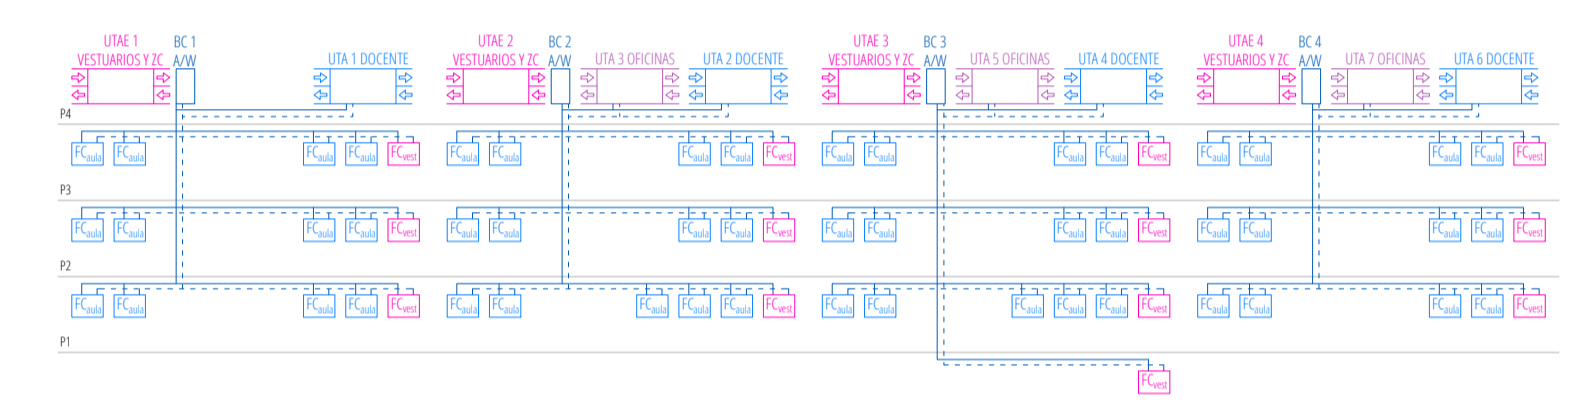 UTAE 1
VESTUARIOS Y ZC
BC 1
A/W
UTA 1 DOCENTE
UTAE 2
VESTUARIOS Y ZC
BC 2
A/W
UTA 3 OFICINAS
UTA 2 DOCENTE
UTAE 3
VESTUARIOS Y ZC
BC 3
A/W
UTA 5 OFICINAS
UTA 4 DOCENTE
UTAE 4
VESTUARIOS Y ZC
BC 4
A/W
UTA 7 OFICINAS
UTA 6 DOCENTE
P4
FCaula FCaula FCaula FCaula FCvest FCaula FCaula FCaula FCaula FCvest FCaula FCaula FCaula FCaula FCvest FCaula FCaula FCaula FCaula FCvest
P3
FCaula FCaula FCaula FCaula FCvest FCaula FCaula FCaula FCaula FCvest FCaula FCaula FCaula FCaula FCvest FCaula FCaula FCaula FCaula FCvest
P2
FCaula FCaula FCaula FCaula FCvest FCaula FCaula FCaula FCaula FCaula FCvest FCaula FCaula FCaula FCaula FCaula FCvest FCaula FCaula FCaula FCaula FCvest
P1
FCvest